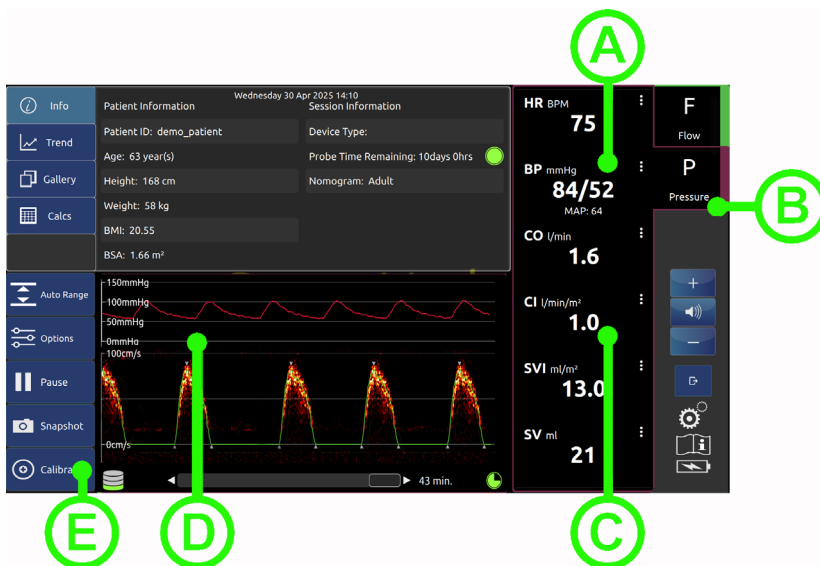 A
Wednesday 30 Apr 2025 14:10
Info
Patient Information
Session Information
HR BPM
75
F
Flow
Trend
Patient ID: demo_patient
Device Type:
Age: 63 year(s)
Probe Time Remaining: 10days 0hrs
BP mmHg
84/52
MAP: 64
P
Pressure
B
Gallery
Height: 168 cm
Nomogram: Adult
Weight: 58 kg
Calcs
BMI: 20.55
BSA: 1.66 m²
CO l/min
1.6
Auto Range
150mmHg
100mmHg
50mmHg
0mmHg
CI l/min/m²
1.0
+
−
Options
100cm/s
Pause
SVI ml/m²
13.0
Snapshot
0cm/s
SV ml
21
i
Calibra
43 min.
E
D
C